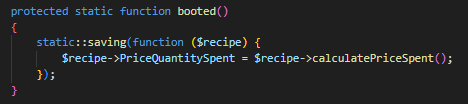 protected static function booted()
{
    static::saving(function ($recipe) {
        $recipe->PriceQuantitySpent = $recipe->calculatePriceSpent();
    });
}